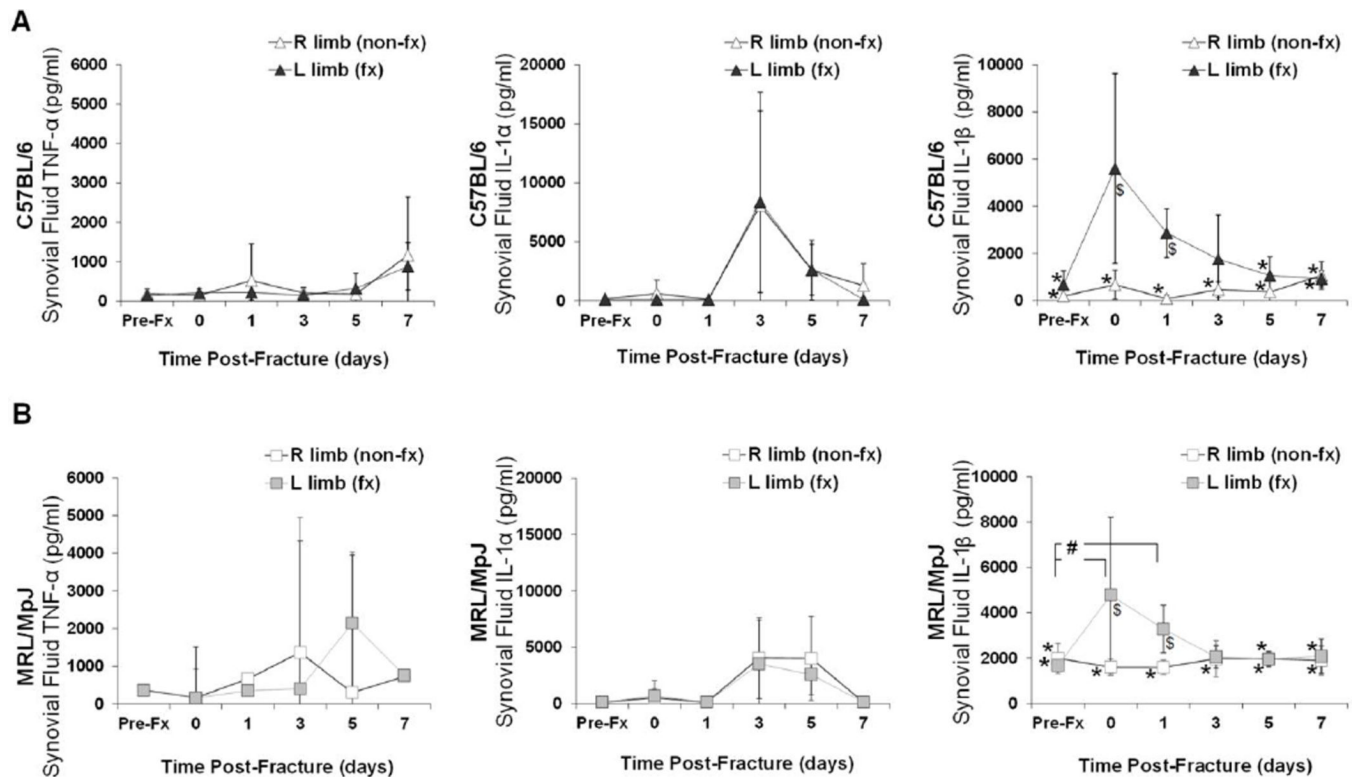 A
R limb (non-fx)
L limb (fx)
C57BL/6
Synovial Fluid TNF-α (pg/ml)
6000
5000
4000
3000
2000
1000
0
Pre-Fx 0 1 3 5 7
Time Post-Fracture (days)
R limb (non-fx)
L limb (fx)
C57BL/6
Synovial Fluid IL-1α (pg/ml)
20000
15000
10000
5000
0
Pre-Fx 0 1 3 5 7
Time Post-Fracture (days)
R limb (non-fx)
L limb (fx)
C57BL/6
Synovial Fluid IL-1β (pg/ml)
10000
8000
6000
4000
2000
0
$
$
* * * * * *
* * *
Pre-Fx 0 1 3 5 7
Time Post-Fracture (days)
B
R limb (non-fx)
L limb (fx)
MRL/MpJ
Synovial Fluid TNF-α (pg/ml)
6000
5000
4000
3000
2000
1000
0
Pre-Fx 0 1 3 5 7
Time Post-Fracture (days)
R limb (non-fx)
L limb (fx)
MRL/MpJ
Synovial Fluid IL-1α (pg/ml)
20000
15000
10000
5000
0
Pre-Fx 0 1 3 5 7
Time Post-Fracture (days)
R limb (non-fx)
L limb (fx)
MRL/MpJ
Synovial Fluid IL-1β (pg/ml)
10000
8000
6000
4000
2000
0
#
$
$
* * *
* * * * * *
Pre-Fx 0 1 3 5 7
Time Post-Fracture (days)